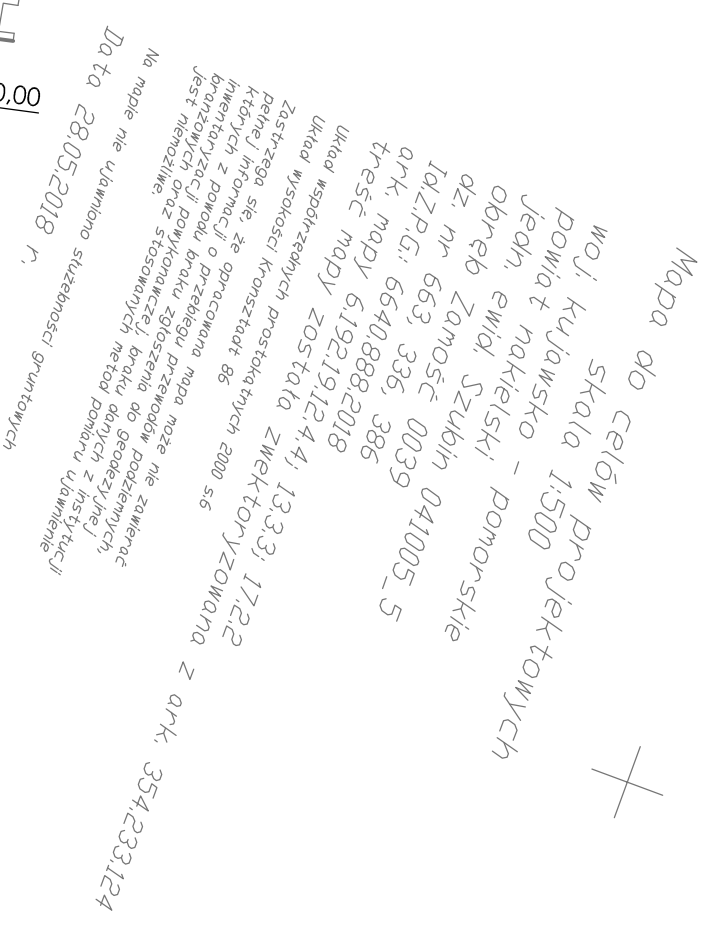 Mapa do celów projektowych
skala 1:500
woj. kujawsko - pomorskie
powiat nakielski
jedn. ewid. Szubin 041005_5
obręb Zamość 0039
dz. nr 663, 336, 386
Id.Z.P.G.: 6640.888.2018
ark. mapy 6.192.19.124.4; 13.3.3; 17.2.2
treść mapy została zwektoryzowana z ark. 354.233.124
układ współrzędnych prostokątnych 2000 s.6
układ wysokości Kronsztadt 86
Zastrzega się, że opracowana mapa może nie zawierać
pełnej informacji o przebiegu przewodów podziemnych,
których z powodu braku zgłoszenia do geodezyjnej
inwentaryzacji powykonawczej, braku danych z instytucji
branżowych oraz stosowanych metod pomiaru ujawnienie
jest niemożliwe.
Na mapie nie ujawniono służebności gruntowych
Data 28.05.2018 r.
0,00